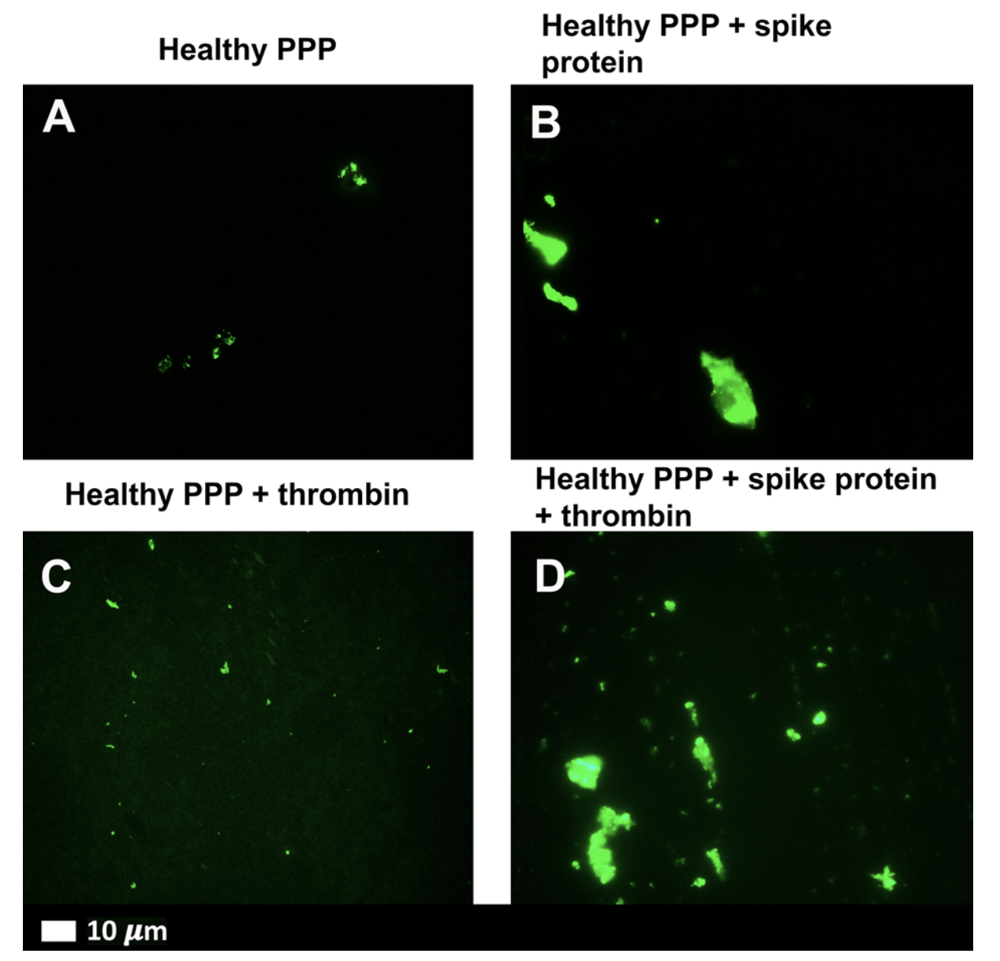 Healthy PPP
Healthy PPP + spike
protein
A
B
Healthy PPP + thrombin
Healthy PPP + spike protein
+ thrombin
C
D
10 µm